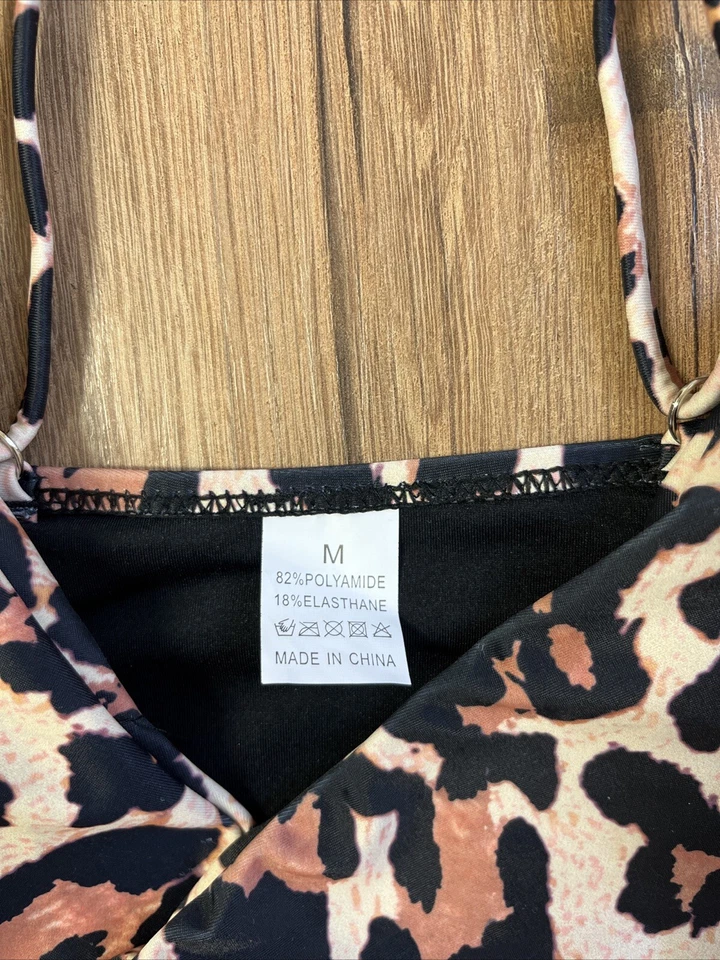 M
82%POLYAMIDE
18%ELASTHANE
MADE IN CHINA